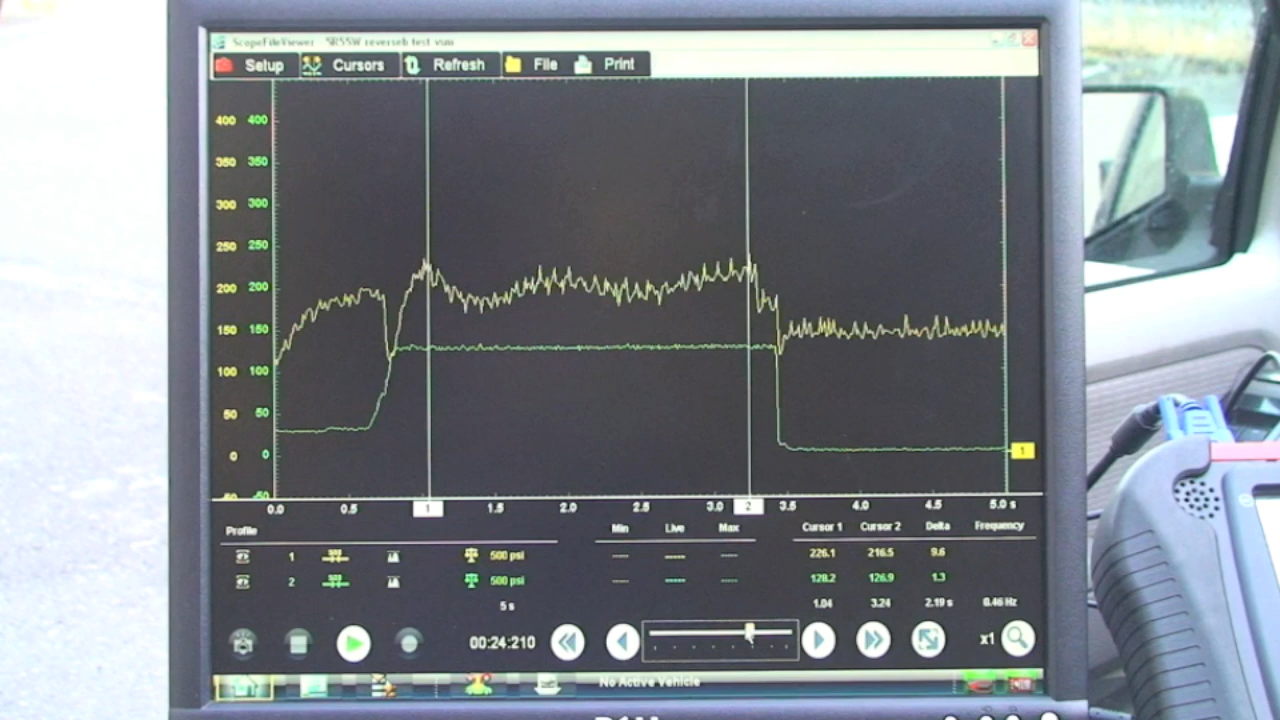 ScopeFileViewer - SR5SW reverseb test.vsm
Setup Cursors Refresh File Print
400 400
350 350
300 300
250 250
200 200
150 150
100 100
50 50
0 0
-50 -50
1
0.0 0.5 1 1.5 2.0 2.5 3.0 2 3.5 4.0 4.5 5.0 s
Profile Min Live Max Cursor 1 Cursor 2 Delta Frequency
1 500 psi ---- ---- ---- 226.1 216.5 9.6
2 500 psi ---- ---- ---- 128.2 126.9 1.3
5 s 1.04 3.24 2.19 s 0.46 Hz
00:24:210 x1
No Active Vehicle